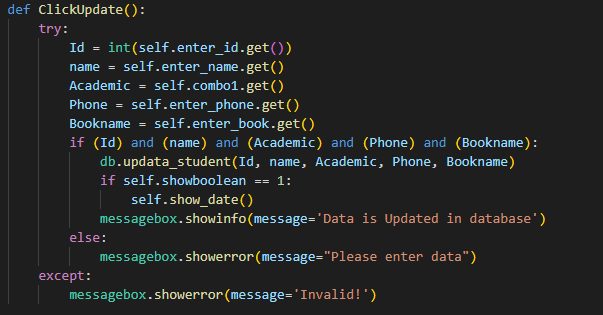 def ClickUpdate():
    try:
        Id = int(self.enter_id.get())
        name = self.enter_name.get()
        Academic = self.combo1.get()
        Phone = self.enter_phone.get()
        Bookname = self.enter_book.get()
        if (Id) and (name) and (Academic) and (Phone) and (Bookname):
            db.updata_student(Id, name, Academic, Phone, Bookname)
            if self.showboolean == 1:
                self.show_date()
            messagebox.showinfo(message='Data is Updated in database')
        else:
            messagebox.showerror(message="Please enter data")
    except:
        messagebox.showerror(message='Invalid!')